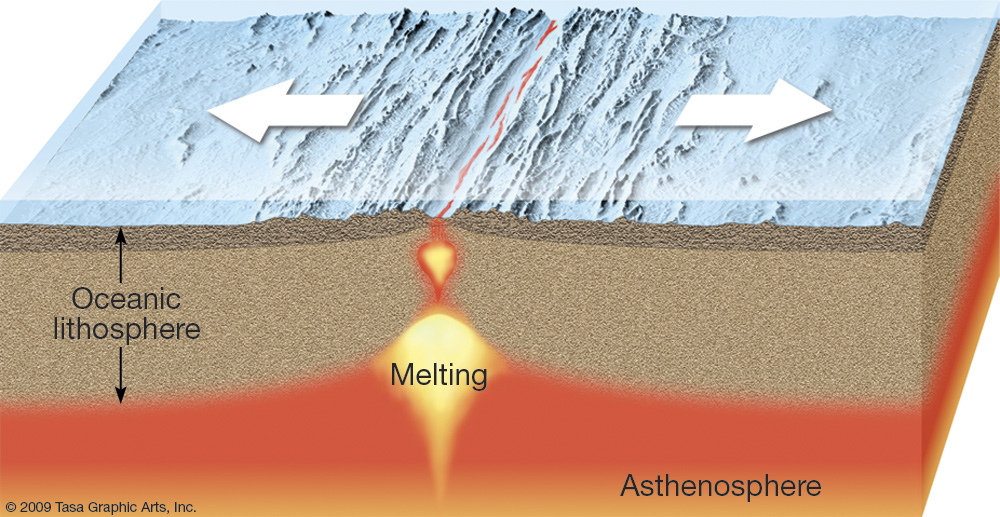 Oceanic
lithosphere
Melting
Asthenosphere
© 2009 Tasa Graphic Arts, Inc.